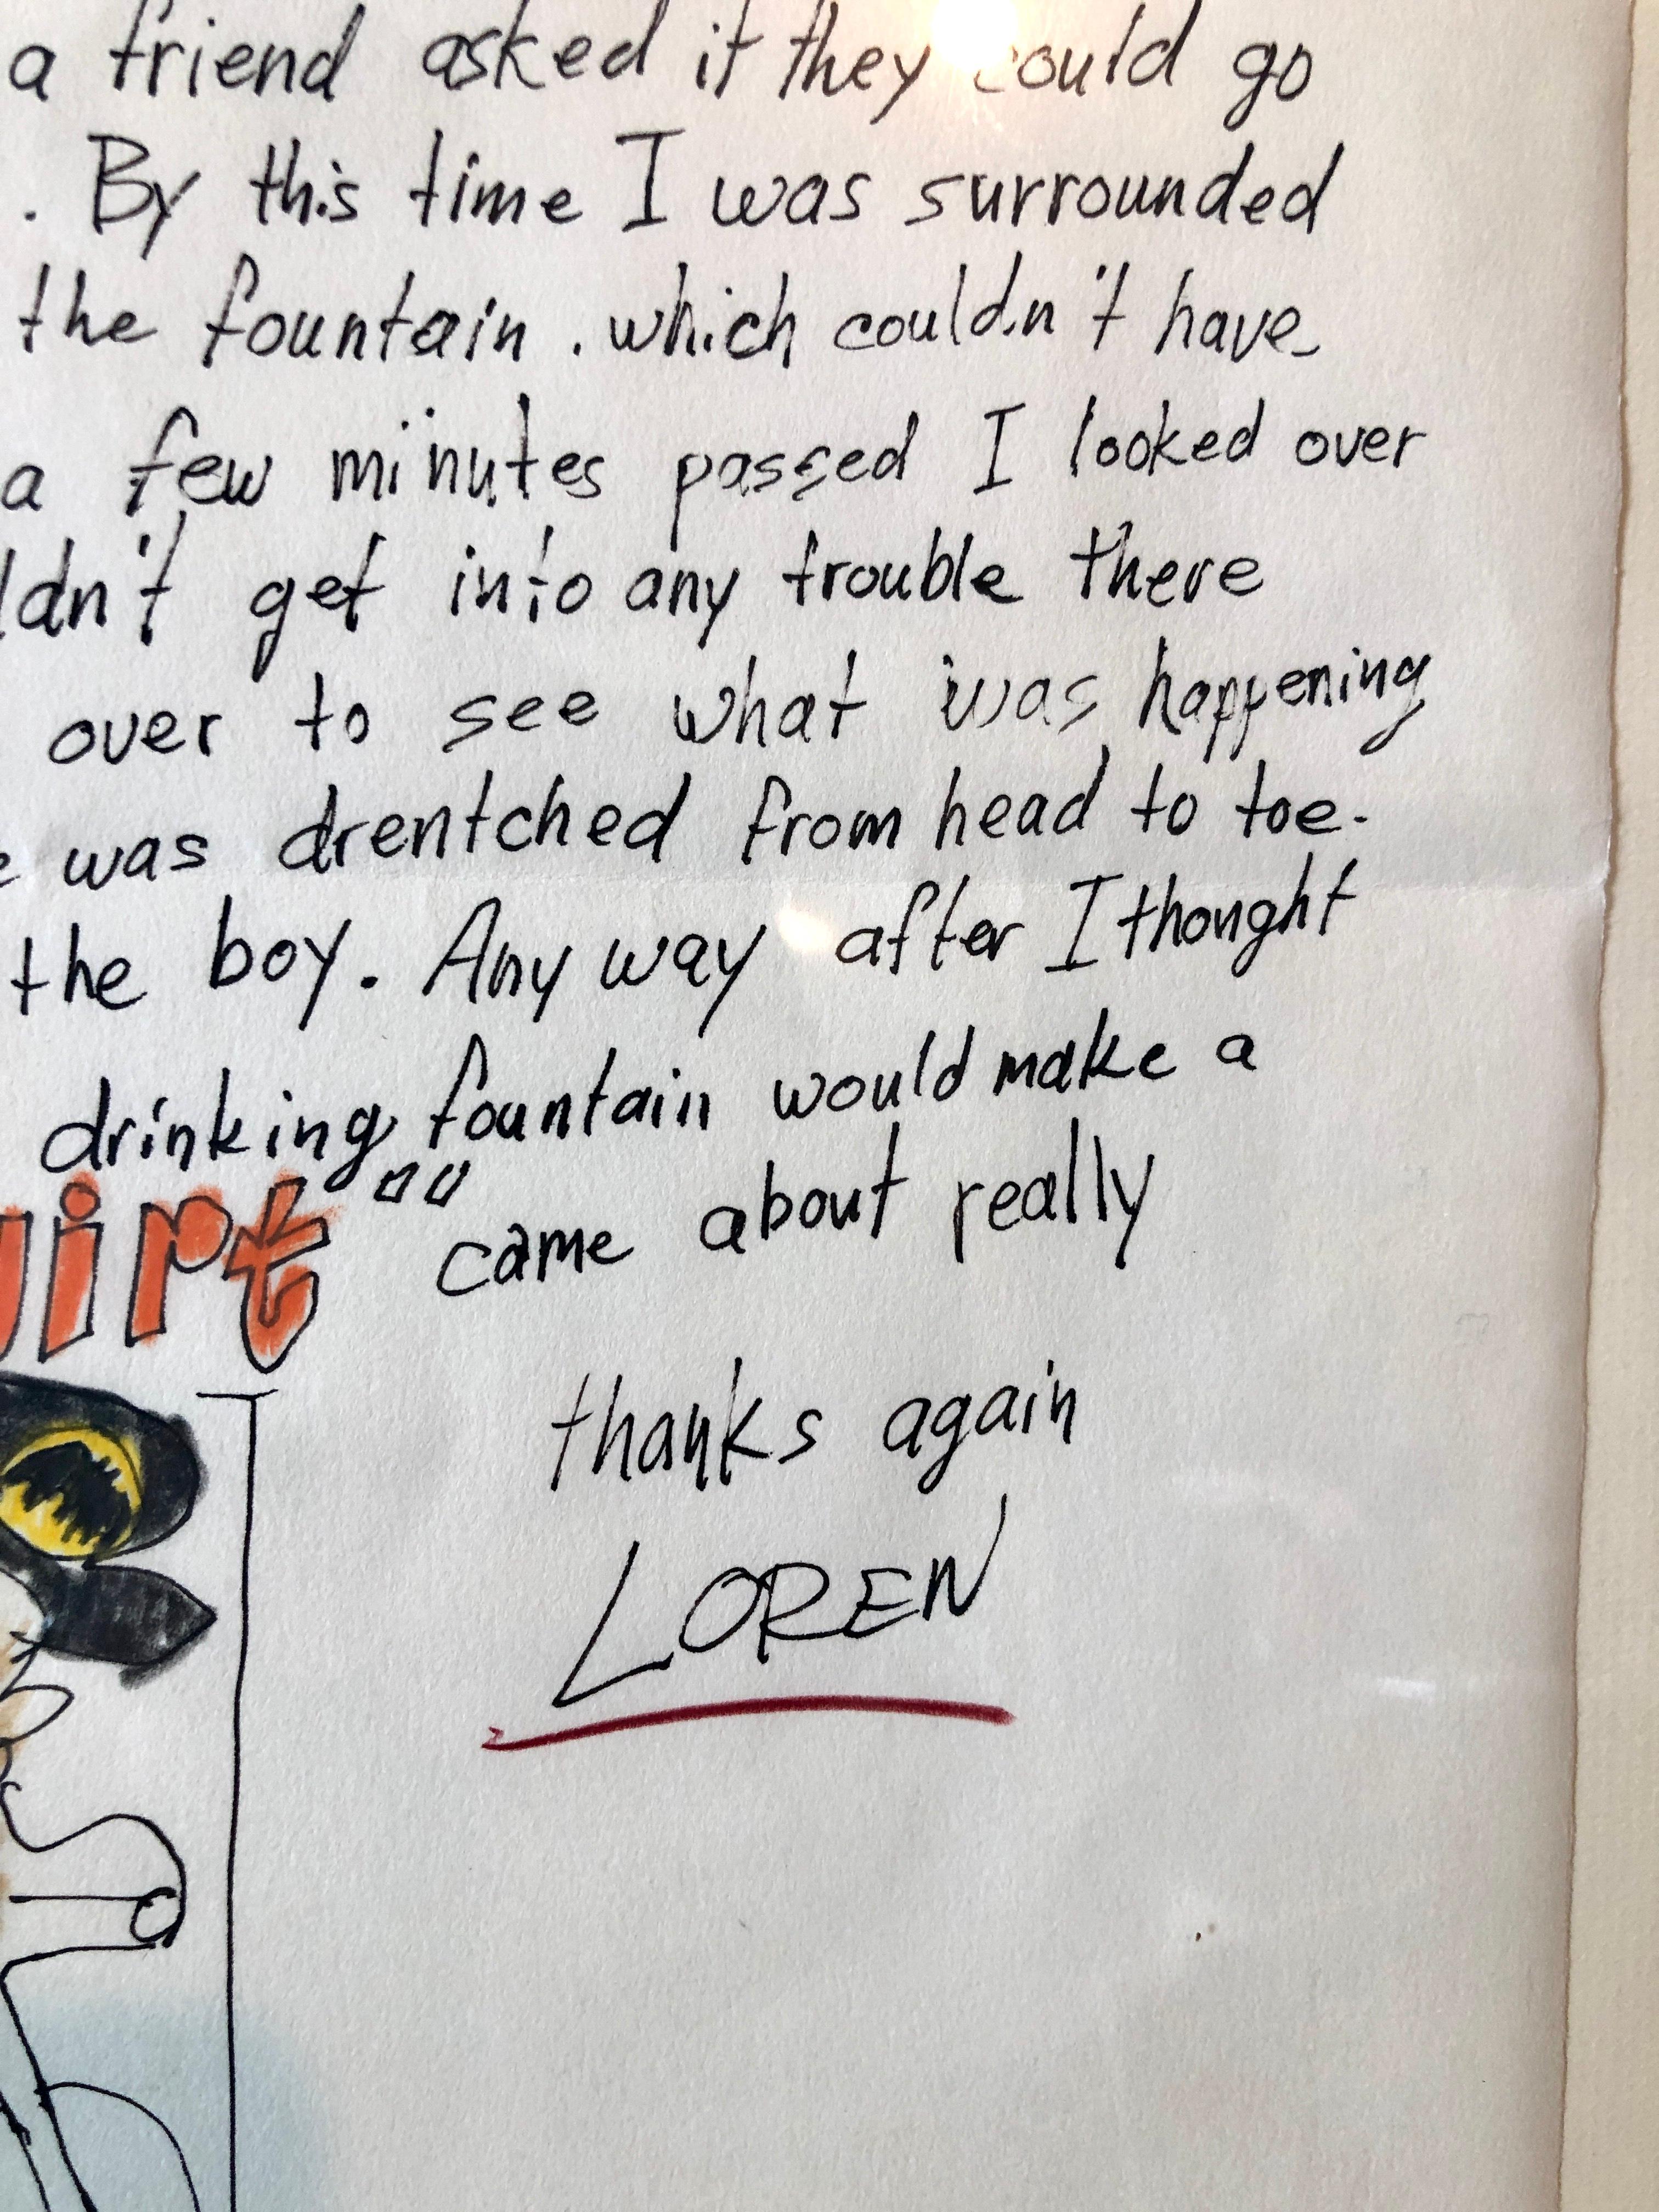 a friend asked if they could go
. By this time I was surrounded
the fountain . which couldn't have
a few minutes passed I looked over
ldn't get into any trouble there
over to see what was happening
e was drentched from head to toe.
the boy. Any way after I thought
drinking fountain would make a
uirt" came about really
thanks again
LOREN